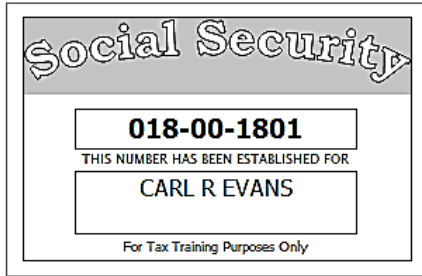 Social Security
018-00-1801
THIS NUMBER HAS BEEN ESTABLISHED FOR
CARL R EVANS
For Tax Training Purposes Only